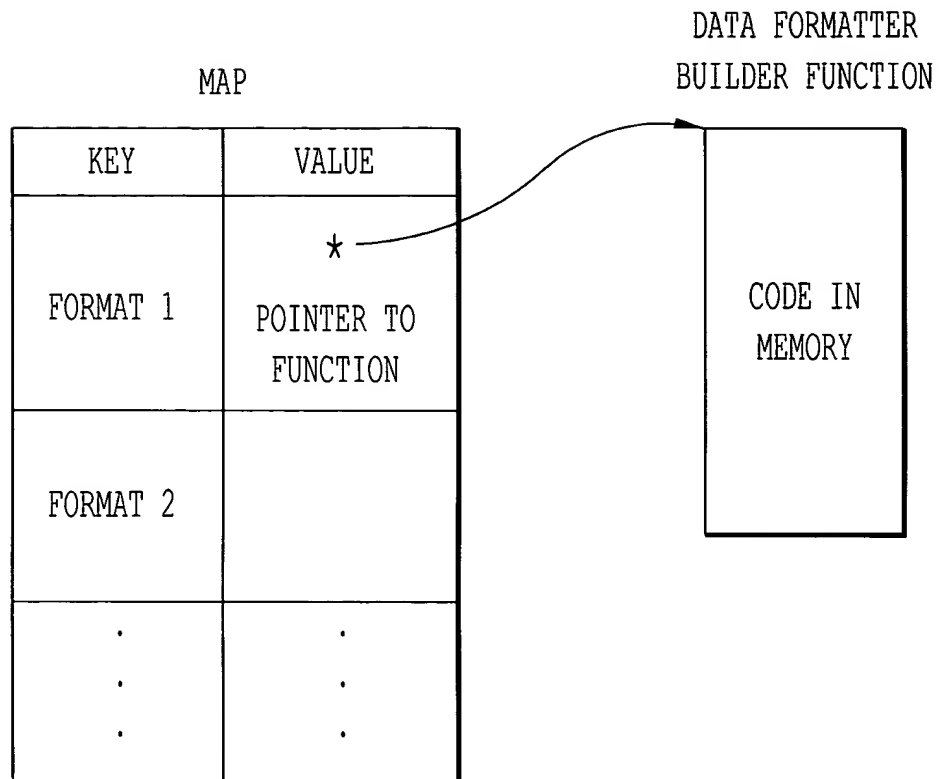 DATA FORMATTER
BUILDER FUNCTION
MAP
KEY VALUE
*
FORMAT 1
POINTER TO
FUNCTION
CODE IN
MEMORY
FORMAT 2
. .
. .
. .